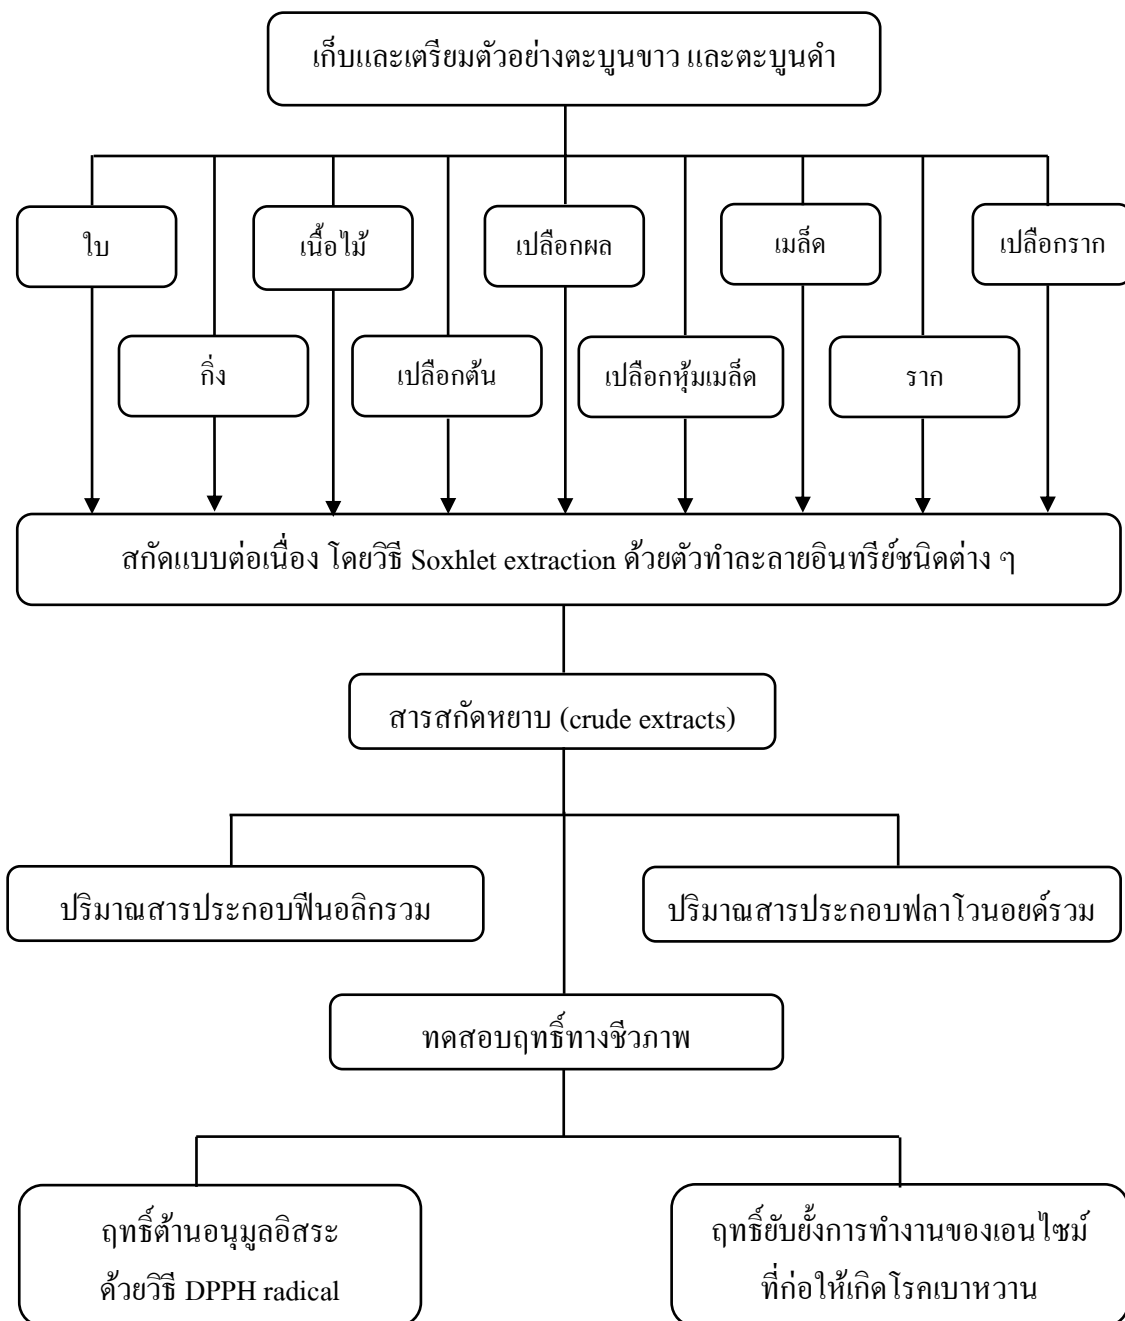 เก็บและเตรียมตัวอย่างตะบูนขาว และตะบูนดำ
ใบ
เนื้อไม้
เปลือกผล
เมล็ด
เปลือกราก
กิ่ง
เปลือกต้น
เปลือกหุ้มเมล็ด
ราก
สกัดแบบต่อเนื่อง โดยวิธี Soxhlet extraction ด้วยตัวทำละลายอินทรีย์ชนิดต่าง ๆ
สารสกัดหยาบ (crude extracts)
ปริมาณสารประกอบฟีนอลิกรวม
ปริมาณสารประกอบฟลาโวนอยด์รวม
ทดสอบฤทธิ์ทางชีวภาพ
ฤทธิ์ต้านอนุมูลอิสระ
ด้วยวิธี DPPH radical
ฤทธิ์ยับยั้งการทำงานของเอนไซม์
ที่ก่อให้เกิดโรคเบาหวาน